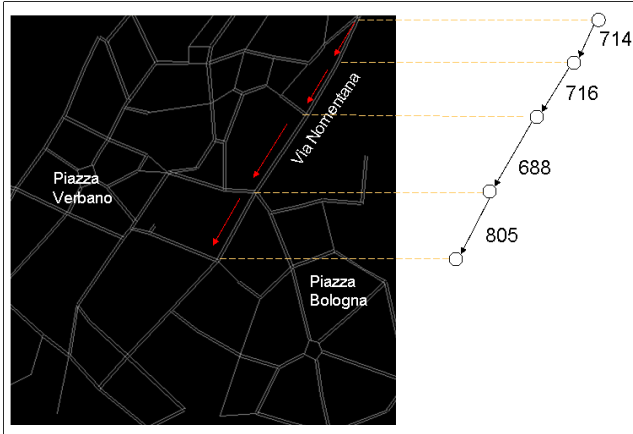 714
716
Via Nomentana
688
Piazza
Verbano
805
Piazza
Bologna